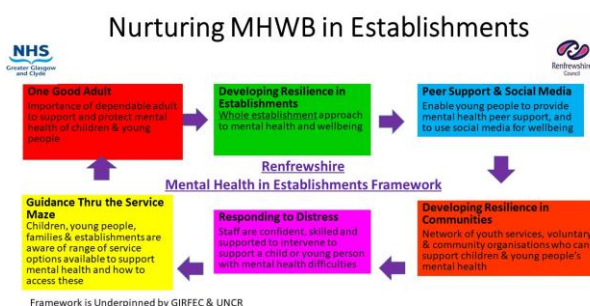 Nurturing MHWB in Establishments
NHS
Greater Glasgow
and Clyde
Renfrewshire
Council
One Good Adult
Importance of dependable adult
to support and protect mental
health of children & young
people
Developing Resilience in
Establishments
Whole establishment approach
to mental health and wellbeing
Peer Support & Social Media
Enable young people to provide
mental health peer support, and
to use social media for wellbeing
Renfrewshire
Mental Health in Establishments Framework
Guidance Thru the Service
Maze
Children, young people,
families & establishments are
aware of range of service
options available to support
mental health and how to
access these
Responding to Distress
Staff are confident, skilled and
supported to intervene to
support a child or young person
with mental health difficulties
Developing Resilience in
Communities
Network of youth services, voluntary
& community organisations who can
support children & young people's
mental health
Framework is Underpinned by GIRFEC & UNCR